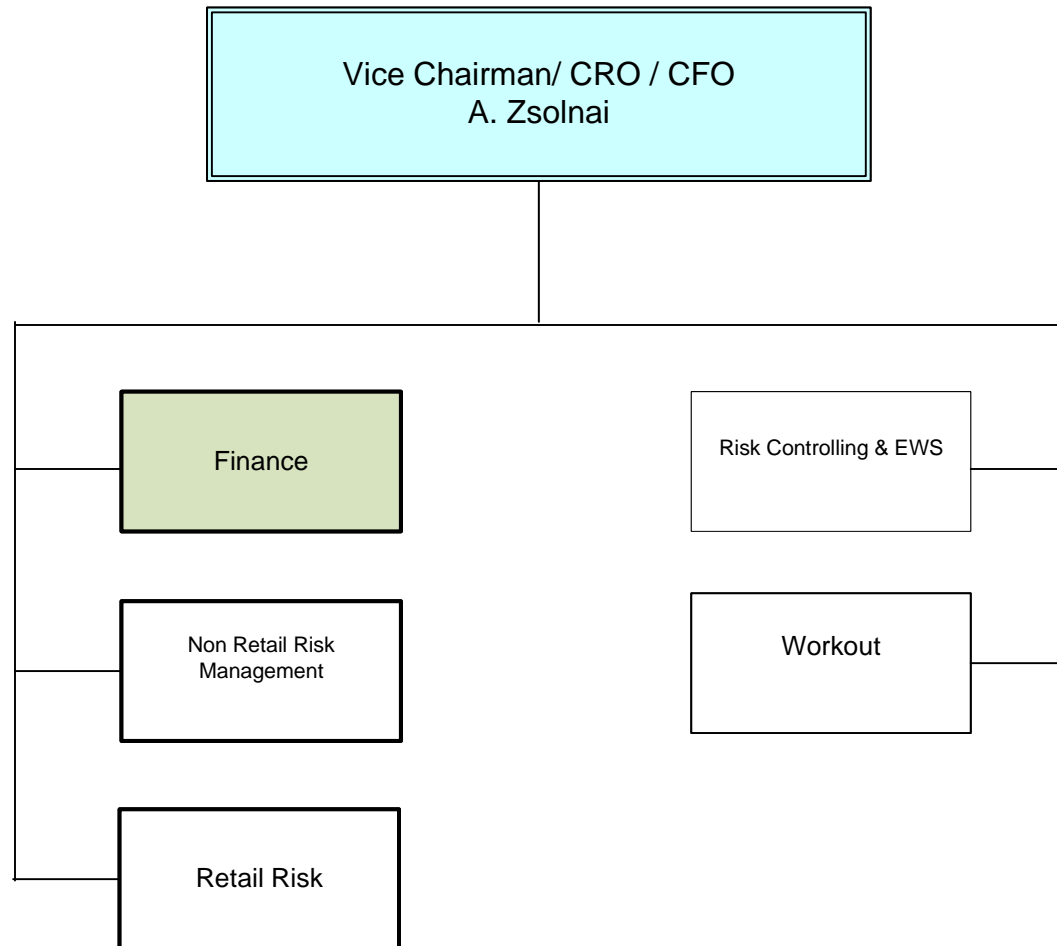 Vice Chairman/ CRO / CFO
A. Zsolnai
Finance
Risk Controlling & EWS
Non Retail Risk
Management
Workout
Retail Risk